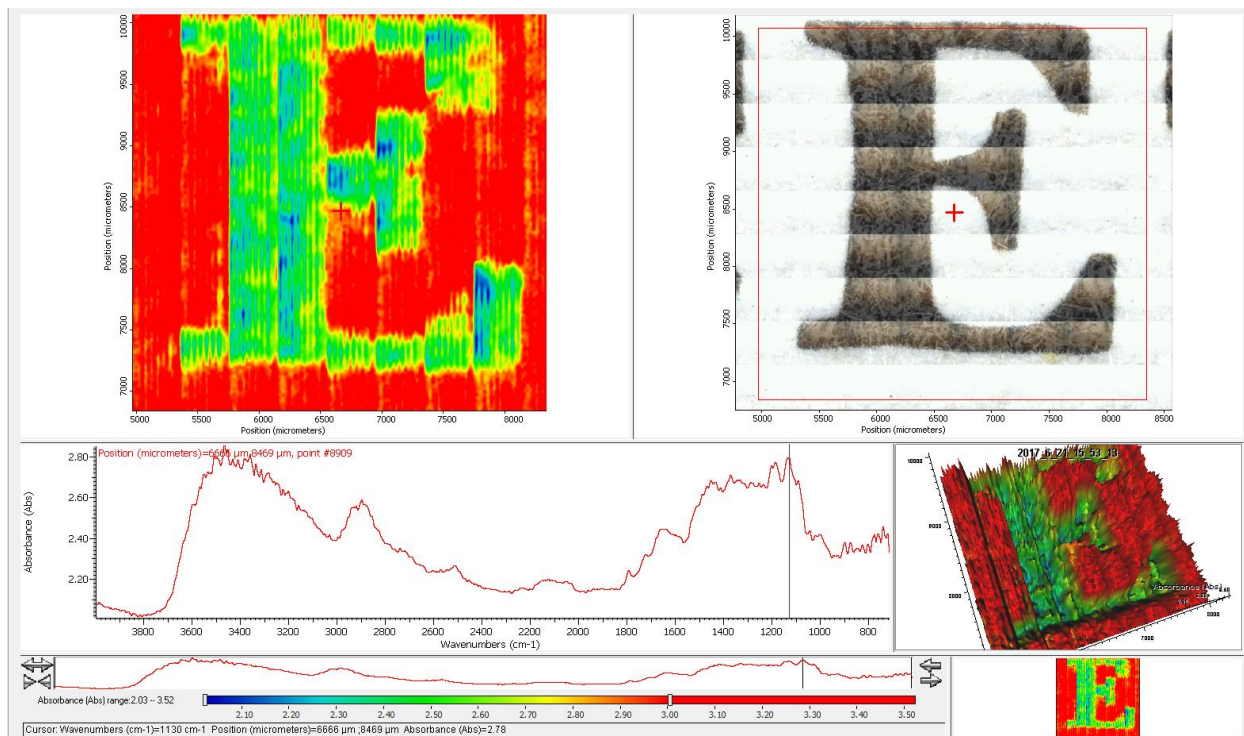 10000
9500
9000
8500
8000
7500
7000
Position (micrometers)
5000 5500 6000 6500 7000 7500 8000
Position (micrometers)
E
10000
9500
9000
8500
8000
7500
7000
Position (micrometers)
5000 5500 6000 6500 7000 7500 8000 8500
Position (micrometers)
Position (micrometers)=6666 µm ;8469 µm, point #8909
2.80
2.60
2.40
2.20
Absorbance (Abs)
3800 3600 3400 3200 3000 2800 2600 2400 2200 2000 1800 1600 1400 1200 1000 800
Wavenumbers (cm-1)
2017_6_21_15_53_13
10000
8000
7000
Absorbance (Abs)
Absorbance (Abs) range:2.03 -- 3.52
2.10 2.20 2.30 2.40 2.50 2.60 2.70 2.80 2.90 3.00 3.10 3.20 3.30 3.40 3.50
Cursor: Wavenumbers (cm-1)=1130 cm-1 Position (micrometers)=6666 µm ;8469 µm Absorbance (Abs)=2.78